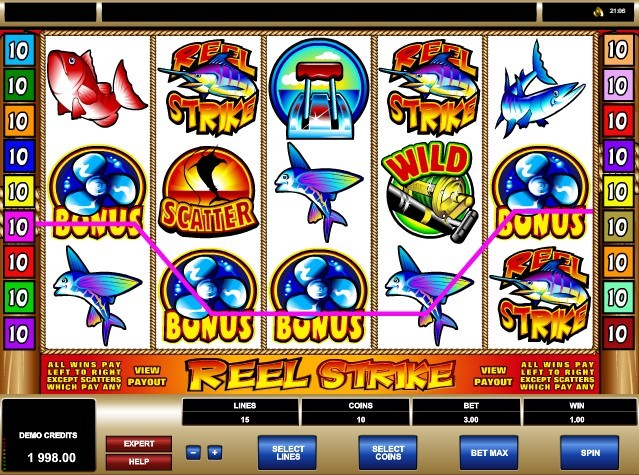 21:06
10
10
10
10
10
10
10
10
10
REEL
STRIKE
REEL
STRIKE
BONUS
SCATTER
WILD
BONUS
BONUS
BONUS
REEL
STRIKE
10
10
10
10
10
10
10
10
10
ALL WINS PAY
LEFT TO RIGHT
EXCEPT SCATTERS
WHICH PAY ANY
VIEW
PAYOUT
REEL STRIKE
VIEW
PAYOUT
ALL WINS PAY
LEFT TO RIGHT
EXCEPT SCATTERS
WHICH PAY ANY
LINES
COINS
BET
WIN
15
10
3.00
1.00
DEMO CREDITS
1 998.00
EXPERT
HELP
SELECT
LINES
SELECT
COINS
BET MAX
SPIN